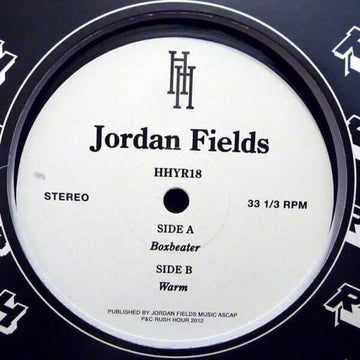 HH
Jordan Fields
HHYR18
STEREO
33 1/3 RPM
SIDE A
Boxbeater
SIDE B
Warm
PUBLISHED BY JORDAN FIELDS MUSIC ASCAP
P&C RUSH HOUR 2012